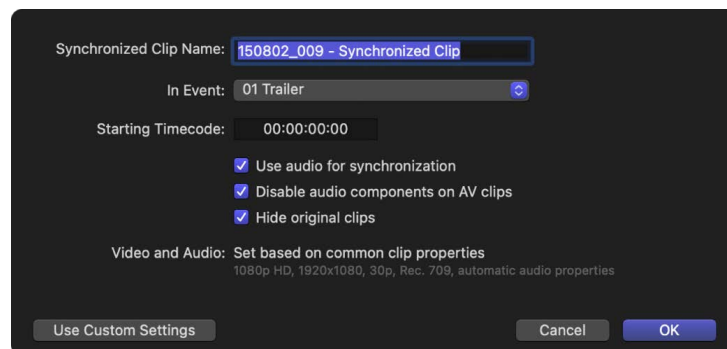 Synchronized Clip Name: 150802_009 - Synchronized Clip
In Event: 01 Trailer
Starting Timecode: 00:00:00:00
Use audio for synchronization
Disable audio components on AV clips
Hide original clips
Video and Audio: Set based on common clip properties
1080p HD, 1920x1080, 30p, Rec. 709, automatic audio properties
Use Custom Settings Cancel OK